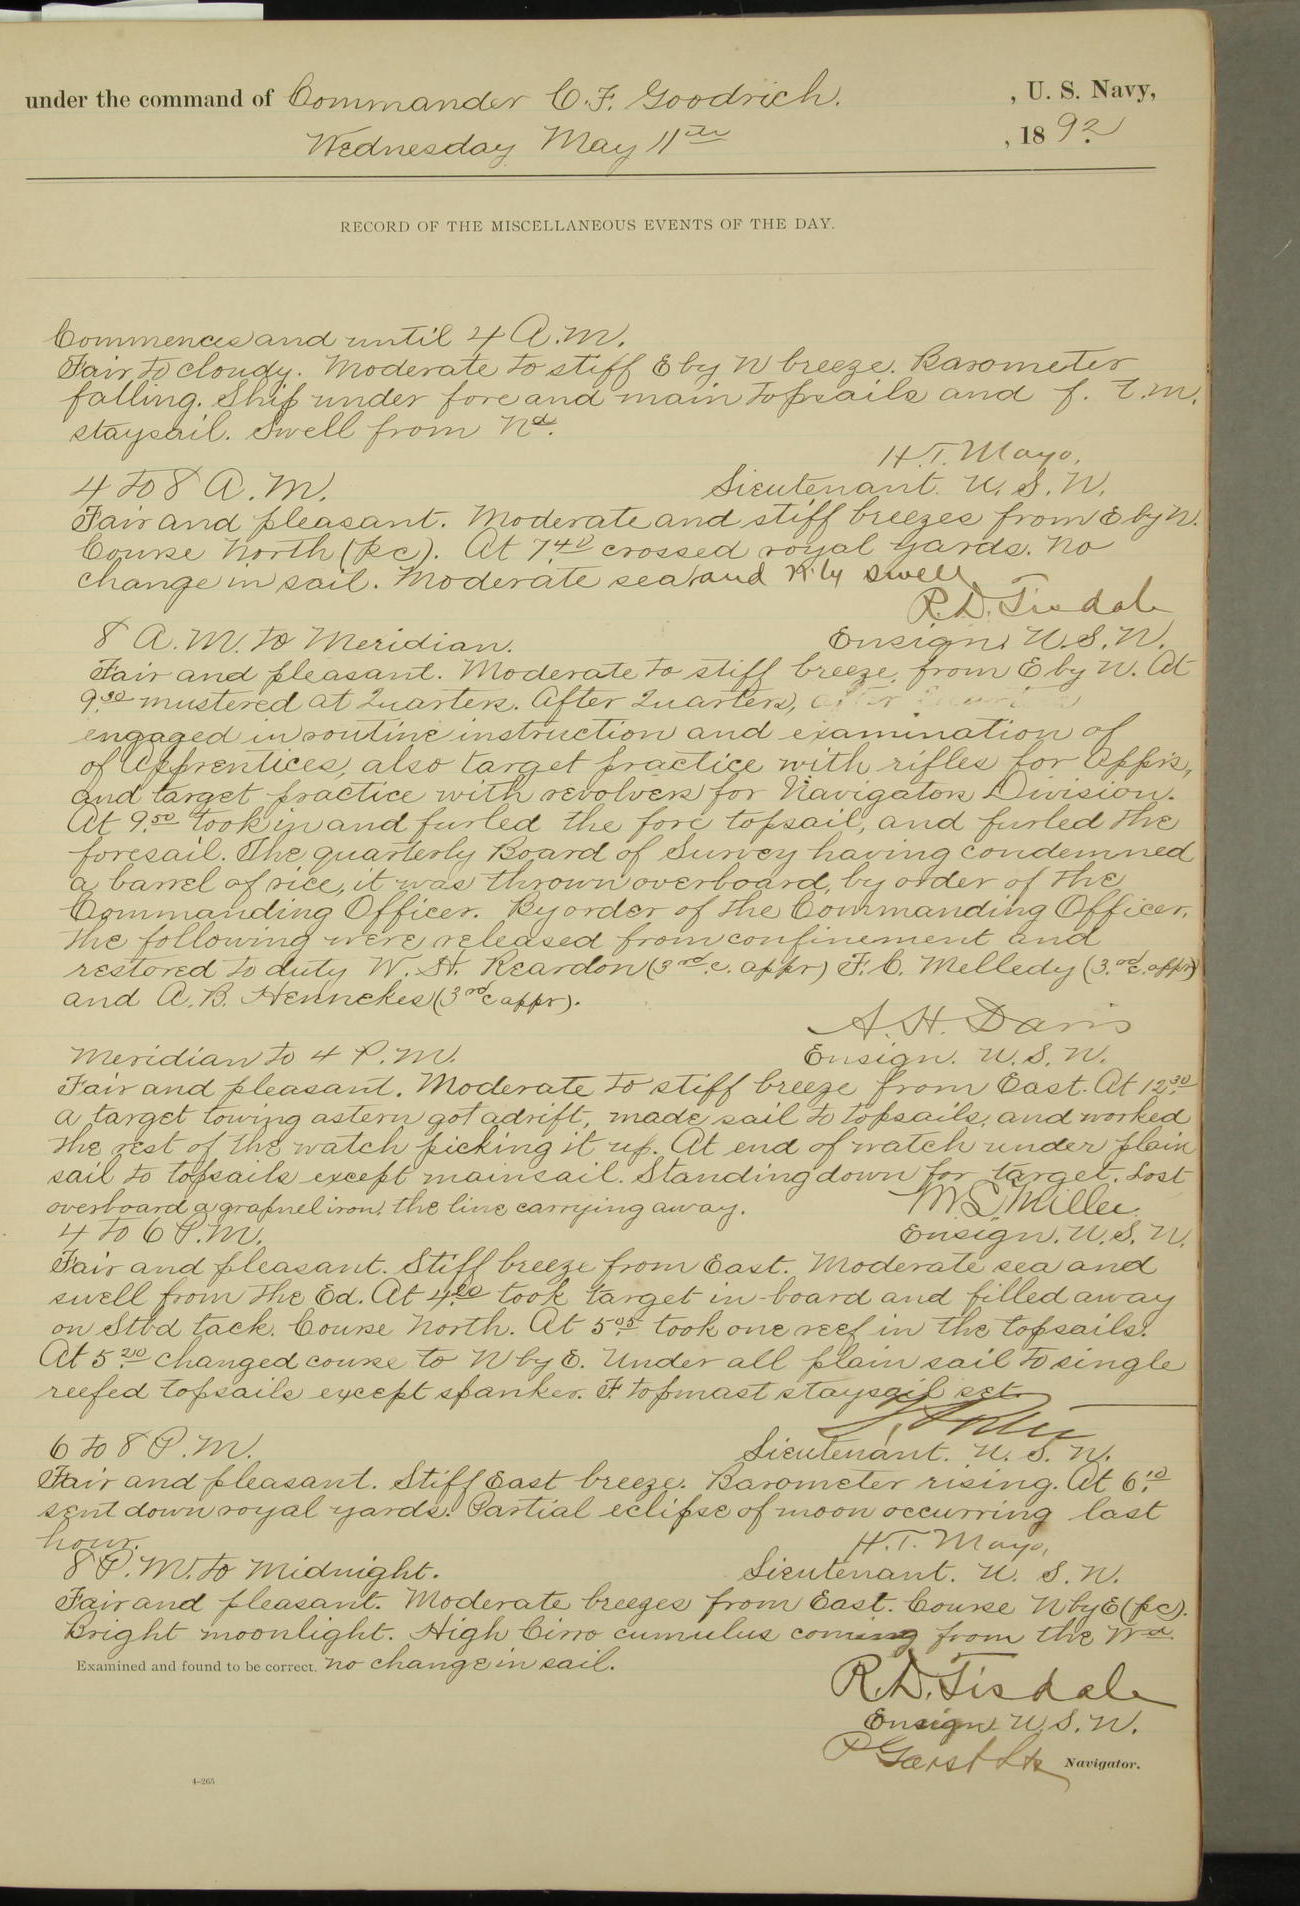 under the command of Commander C. F. Goodrich. , U. S. Navy,
Wednesday May 11th , 1892
RECORD OF THE MISCELLANEOUS EVENTS OF THE DAY.
Commences and until 4 A.M.
Fair to cloudy. Moderate to stiff E by N breeze. Barometer
falling. Ship under fore and main topsails and f. t.m.
staysail. Swell from Nd.
H.T. Mayo,
4 to 8 A.M. Lieutenant. U. S. N.
Fair and pleasant. Moderate and stiff breezes from E by N.
Course North (pc). At 7.40 crossed royal yards. No
change in sail. Moderate sea and N'ly swell
R.D. Tisdale
8 A.M. to Meridian. Ensign. U.S.N.
Fair and pleasant. Moderate to stiff breeze, from E by N. At
9.30 mustered at Quarters. After Quarters,
engaged in routine instruction and examination of
of Apprentices, also target practice with rifles for appr's,
and target practice with revolvers for Navigators Division.
At 9.50 took in and furled the fore topsail, and furled the
foresail. The quarterly Board of Survey having condemned
a barrel of rice, it was thrown overboard, by order of the
Commanding Officer. By order of the Commanding Officer,
the following were released from confinement and
restored to duty W. H. Reardon (3rd.c. appr) F. C. Melledy (3.rd c. appr)
and A. B. Hennekes (3rd c appr).
A. H. Davis
Meridian to 4 P.M. Ensign. U.S.N.
Fair and pleasant. Moderate to stiff breeze from East. At 12.30
a target towing astern got adrift, made sail to topsails, and worked
the rest of the watch picking it up. At end of watch under plain
sail to topsails except mainsail. Standing down for target. Lost
overboard a grapnel iron, the line carrying away. M L Miller
4 to 6 P.M. Ensign. U.S. N.
Fair and pleasant. Stiff breeze from East. Moderate sea and
swell from the Ed. At 4.20 took target in-board and filled away
on Stbd tack. Course North. At 5.05 took one reef in the topsails.
At 5.20 changed course to N by E. Under all plain sail to single
reefed topsails except spanker. F. topmast staysail set.
6 to 8 P.M. Lieutenant. U. S. N.
Fair and pleasant. Stiff East breeze. Barometer rising. At 6.10
sent down royal yards. Partial eclipse of moon occurring last
hour. H.T. Mayo,
8 P.M. to Midnight. Lieutenant. U. S. N.
Fair and pleasant. Moderate breezes from East. Course N by E (pc).
Bright moonlight. High Cirro cumulus coming from the Wd.
Examined and found to be correct. No change in sail.
R.D. Tisdale
Ensign U.S.N.
P Garst Lt Navigator.
4-265